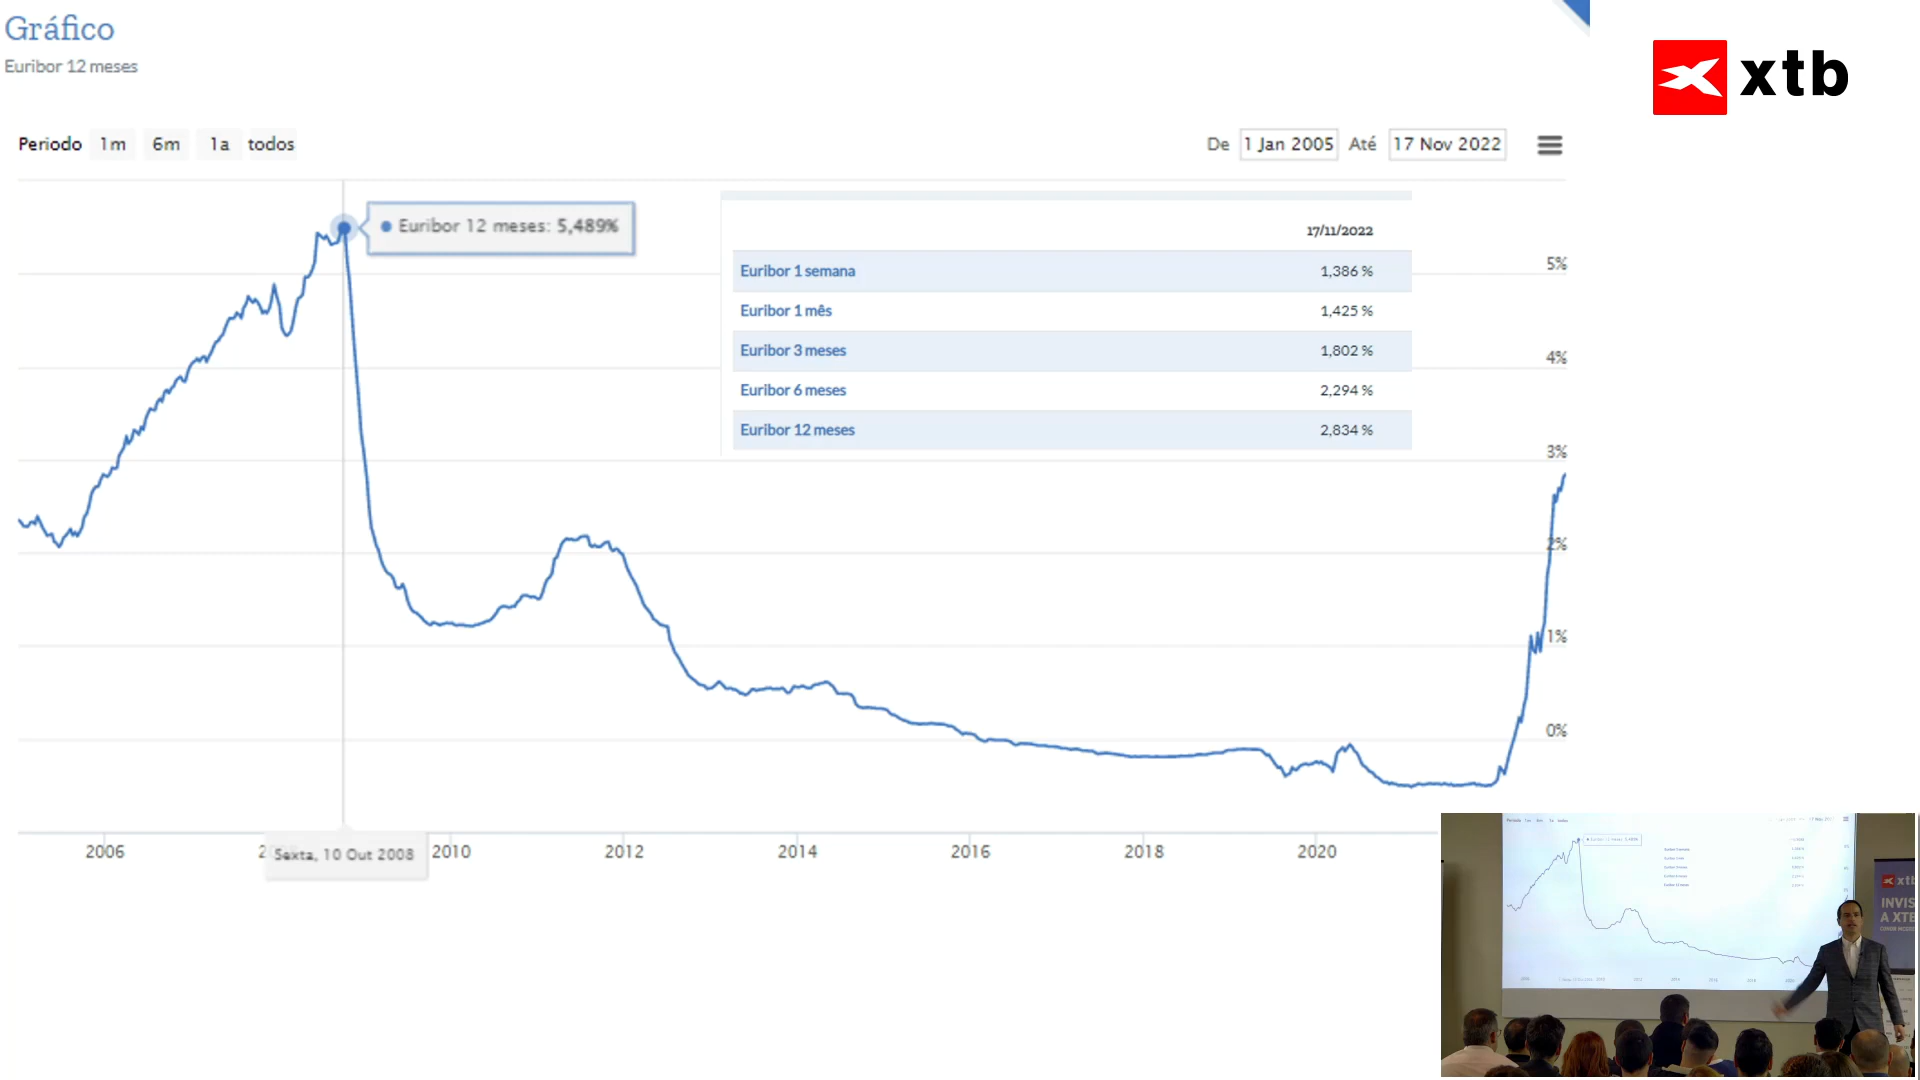 Gráfico
Euribor 12 meses
xtb
Periodo 1m 6m 1a todos
De 1 Jan 2005 Até 17 Nov 2022
Euribor 12 meses: 5,489%
17/11/2022
Euribor 1 semana 1,386 %
Euribor 1 mês 1,425 %
Euribor 3 meses 1,802 %
Euribor 6 meses 2,294 %
Euribor 12 meses 2,834 %
5%
4%
3%
2%
1%
0%
2006 2010 2012 2014 2016 2018 2020
Sexta, 10 Out 2008
xtb
INVIS
A XTB